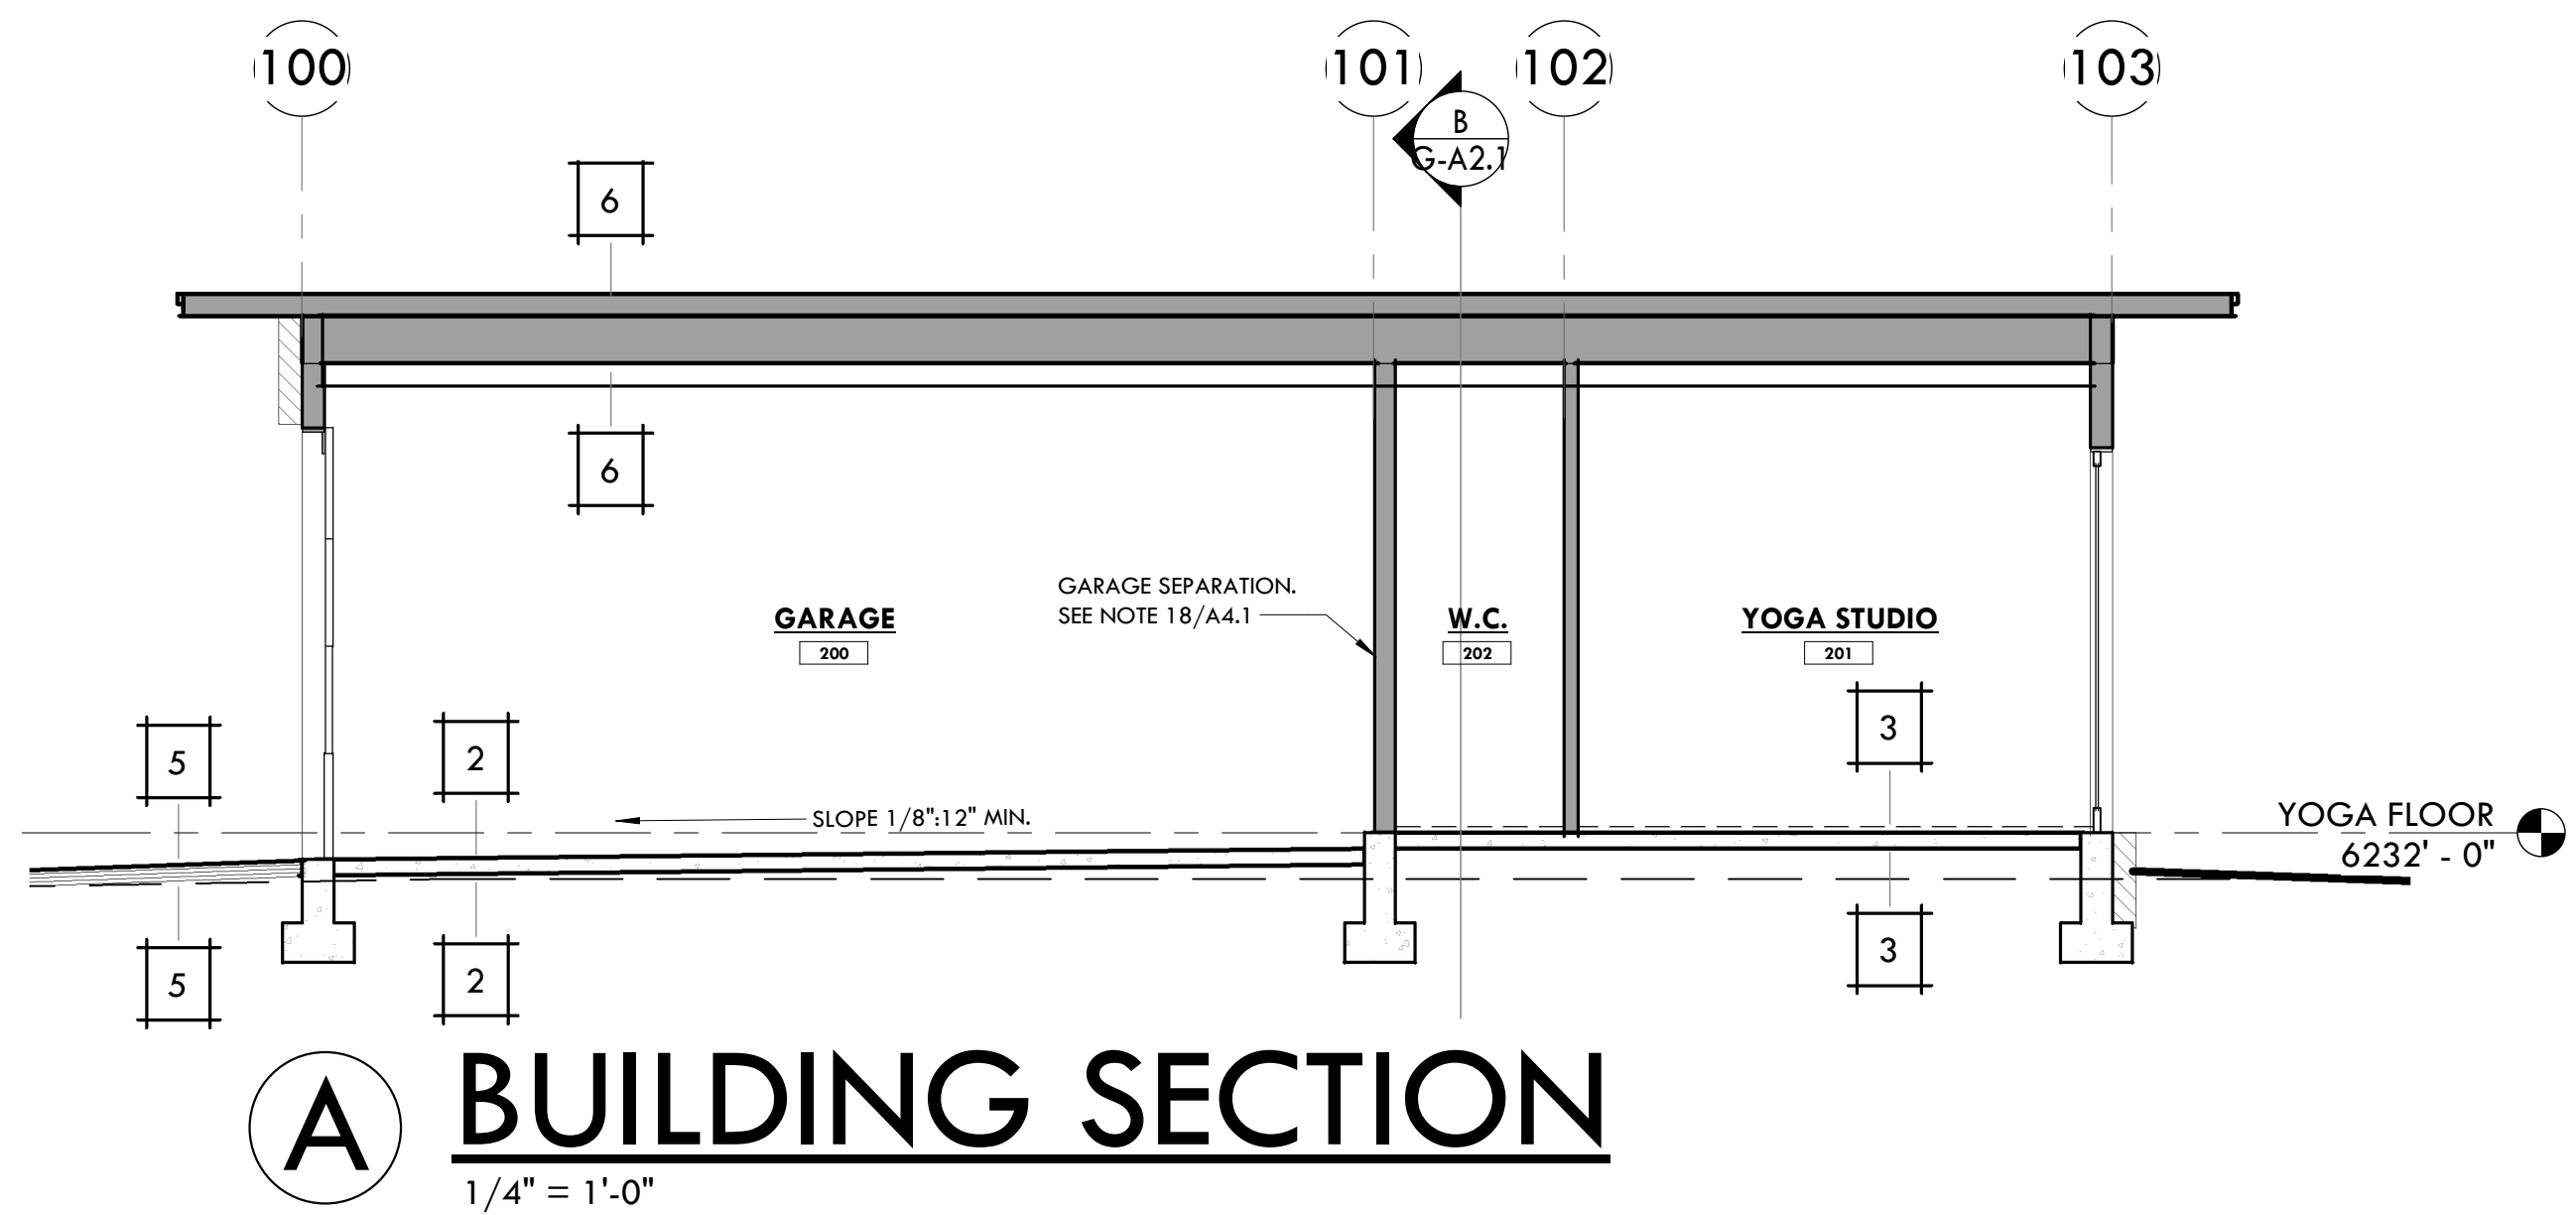 100
101
102
103
B
G-A2.1
6
6
GARAGE SEPARATION.
SEE NOTE 18/A4.1
GARAGE
200
W.C.
202
YOGA STUDIO
201
5
2
3
SLOPE 1/8":12" MIN.
YOGA FLOOR
6232' - 0"
5
2
3
A
BUILDING SECTION
1/4" = 1'-0"